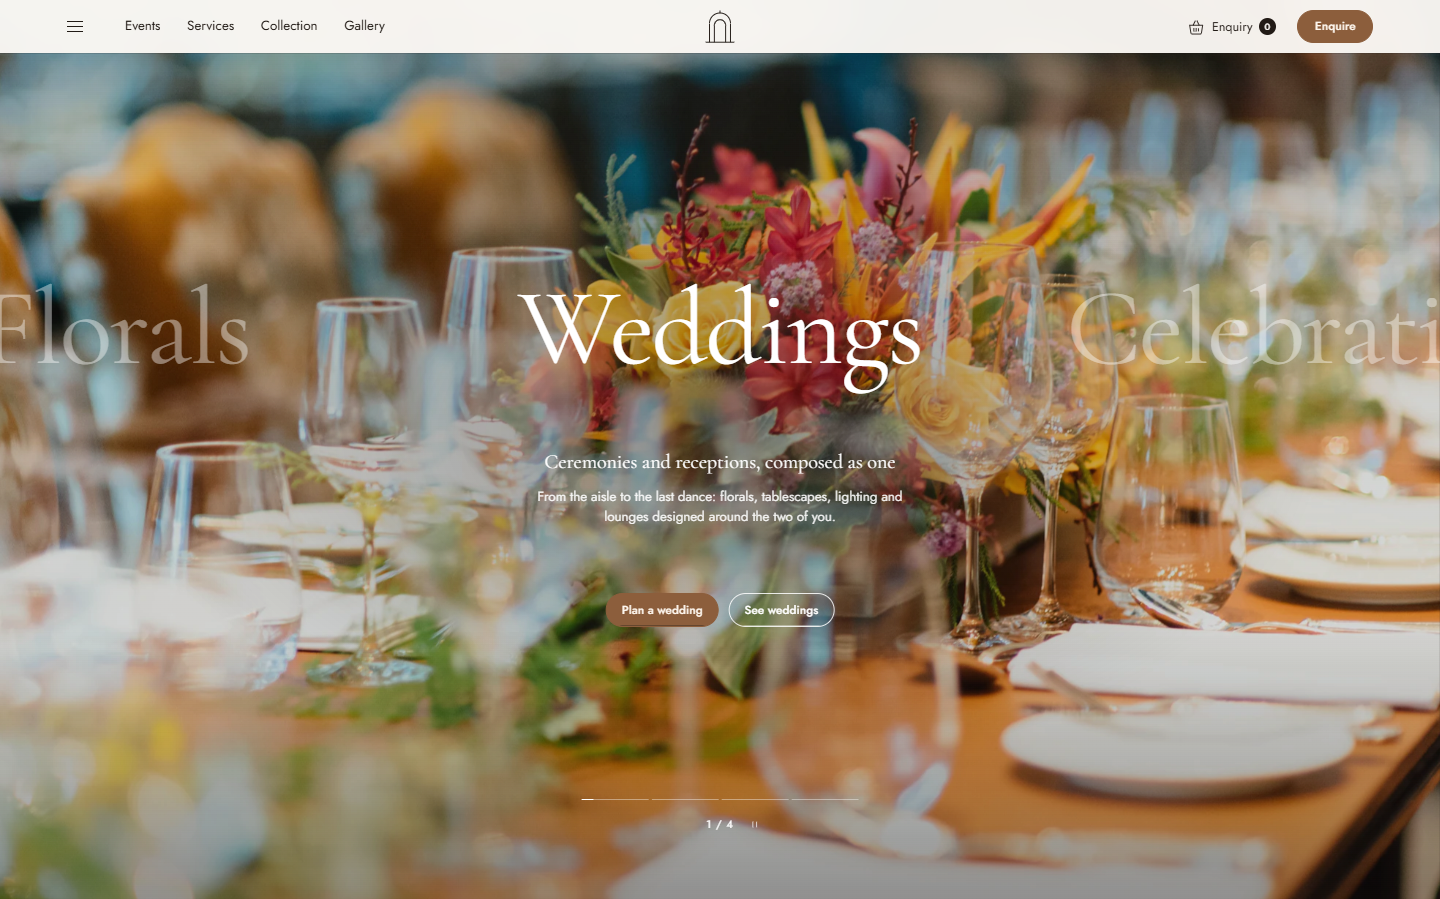 Events Services Collection Gallery Enquiry 0 Enquire
Florals Weddings Celebrati
Ceremonies and receptions, composed as one
From the aisle to the last dance: florals, tablescapes, lighting and
lounges designed around the two of you.
Plan a wedding See weddings
1 / 4